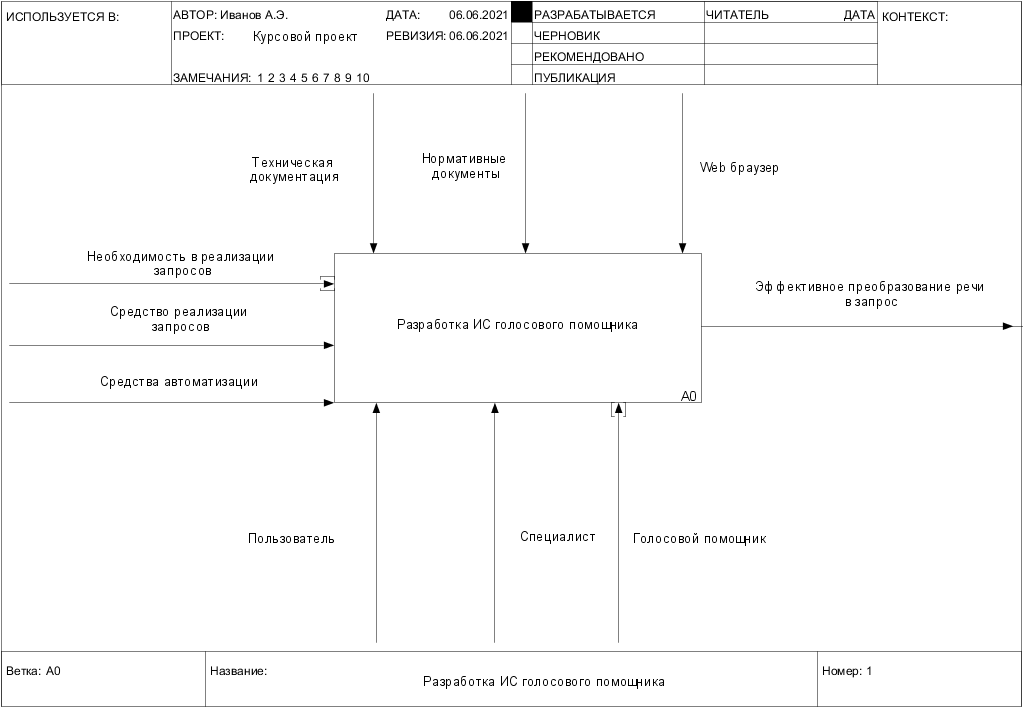 ИСПОЛЬЗУЕТСЯ В:
АВТОР: Иванов А.Э.
ДАТА: 06.06.2021
РАЗРАБАТЫВАЕТСЯ
ЧИТАТЕЛЬ
ДАТА
КОНТЕКСТ:
ПРОЕКТ: Курсовой проект
РЕВИЗИЯ: 06.06.2021
ЧЕРНОВИК
РЕКОМЕНДОВАНО
ЗАМЕЧАНИЯ: 1 2 3 4 5 6 7 8 9 10
ПУБЛИКАЦИЯ
Техническая
документация
Нормативные
документы
Web браузер
Необходимость в реализации
запросов
Средство реализации
запросов
Средства автоматизации
Разработка ИС голосового помощника
A0
Эффективное преобразование речи
в запрос
Пользователь
Специалист
Голосовой помощник
Ветка: A0
Название:
Разработка ИС голосового помощника
Номер: 1